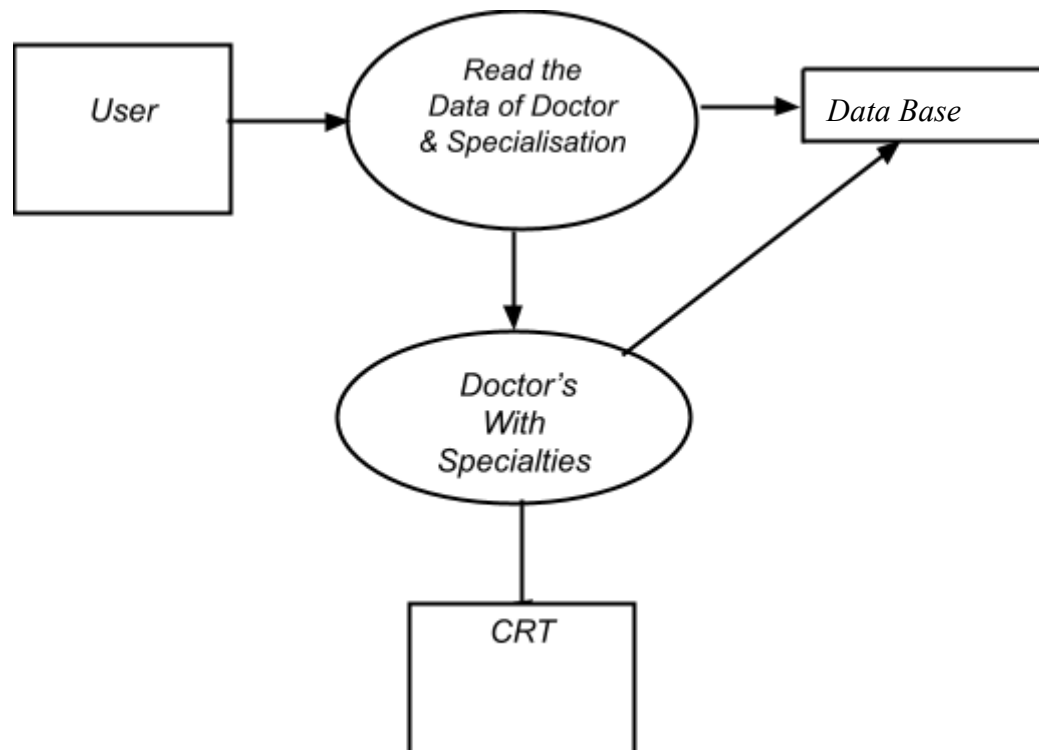 User
Read the
Data of Doctor
& Specialisation
Data Base
Doctor's
With
Specialties
CRT